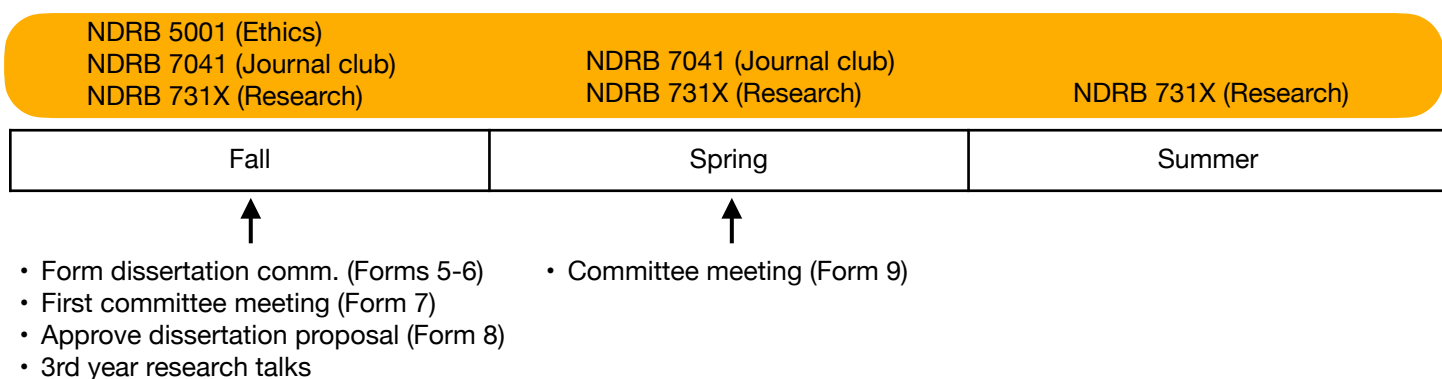 NDRB 5001 (Ethics)
NDRB 7041 (Journal club)
NDRB 731X (Research)
NDRB 7041 (Journal club)
NDRB 731X (Research)
NDRB 731X (Research)
Fall
Spring
Summer
• Form dissertation comm. (Forms 5-6)
• First committee meeting (Form 7)
• Approve dissertation proposal (Form 8)
• 3rd year research talks
• Committee meeting (Form 9)